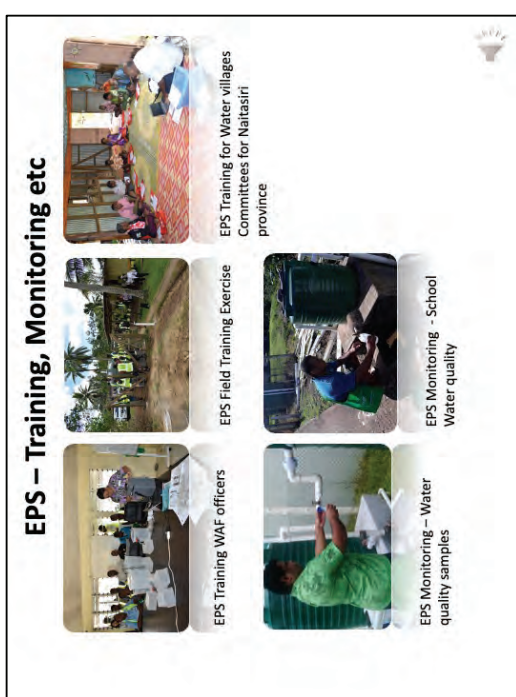 EPS – Training, Monitoring etc
EPS Training WAF officers
EPS Field Training Exercise
EPS Training for Water villages
Committees for Naitasiri
province
EPS Monitoring – Water
quality samples
EPS Monitoring - School
Water quality